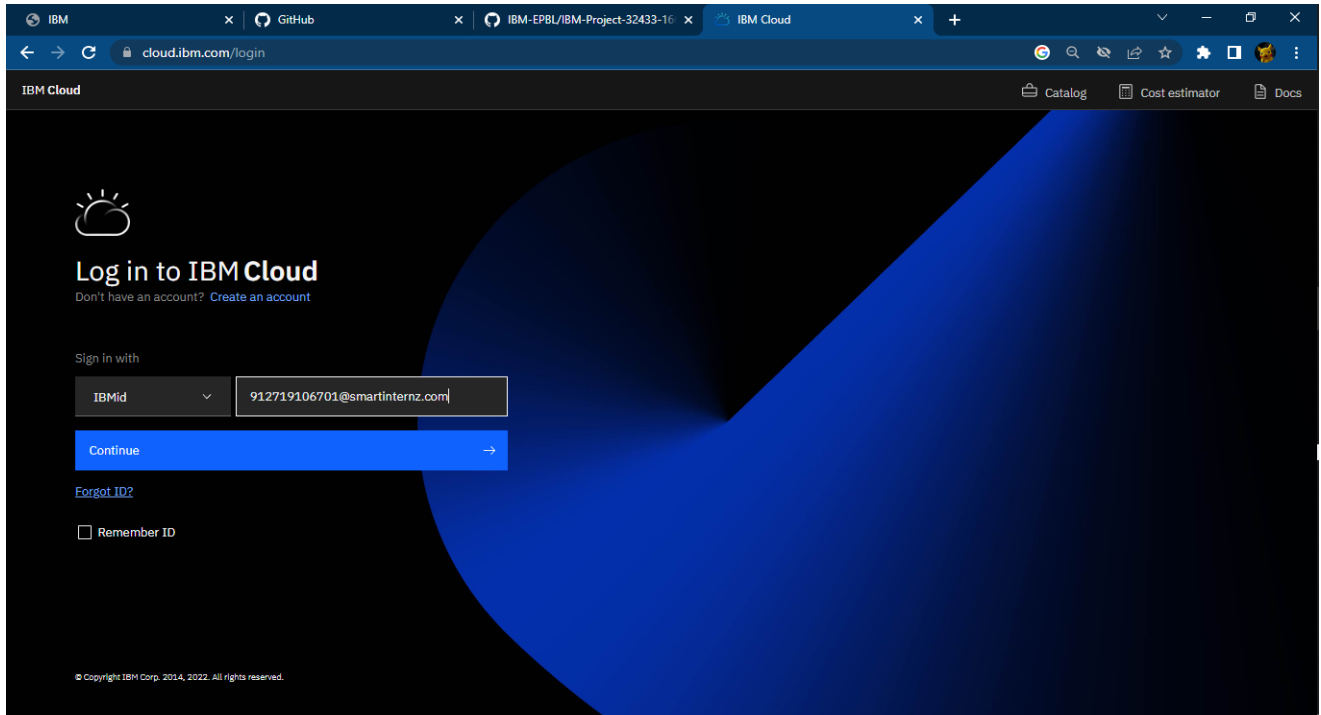 IBM
GitHub
IBM-EPBL/IBM-Project-32433-16
IBM Cloud
cloud.ibm.com/login
IBM Cloud
Catalog
Cost estimator
Docs
Log in to IBM Cloud
Don't have an account? Create an account
Sign in with
IBMid
912719106701@smartinternz.com
Continue
Forgot ID?
Remember ID
© Copyright IBM Corp. 2014, 2022. All rights reserved.